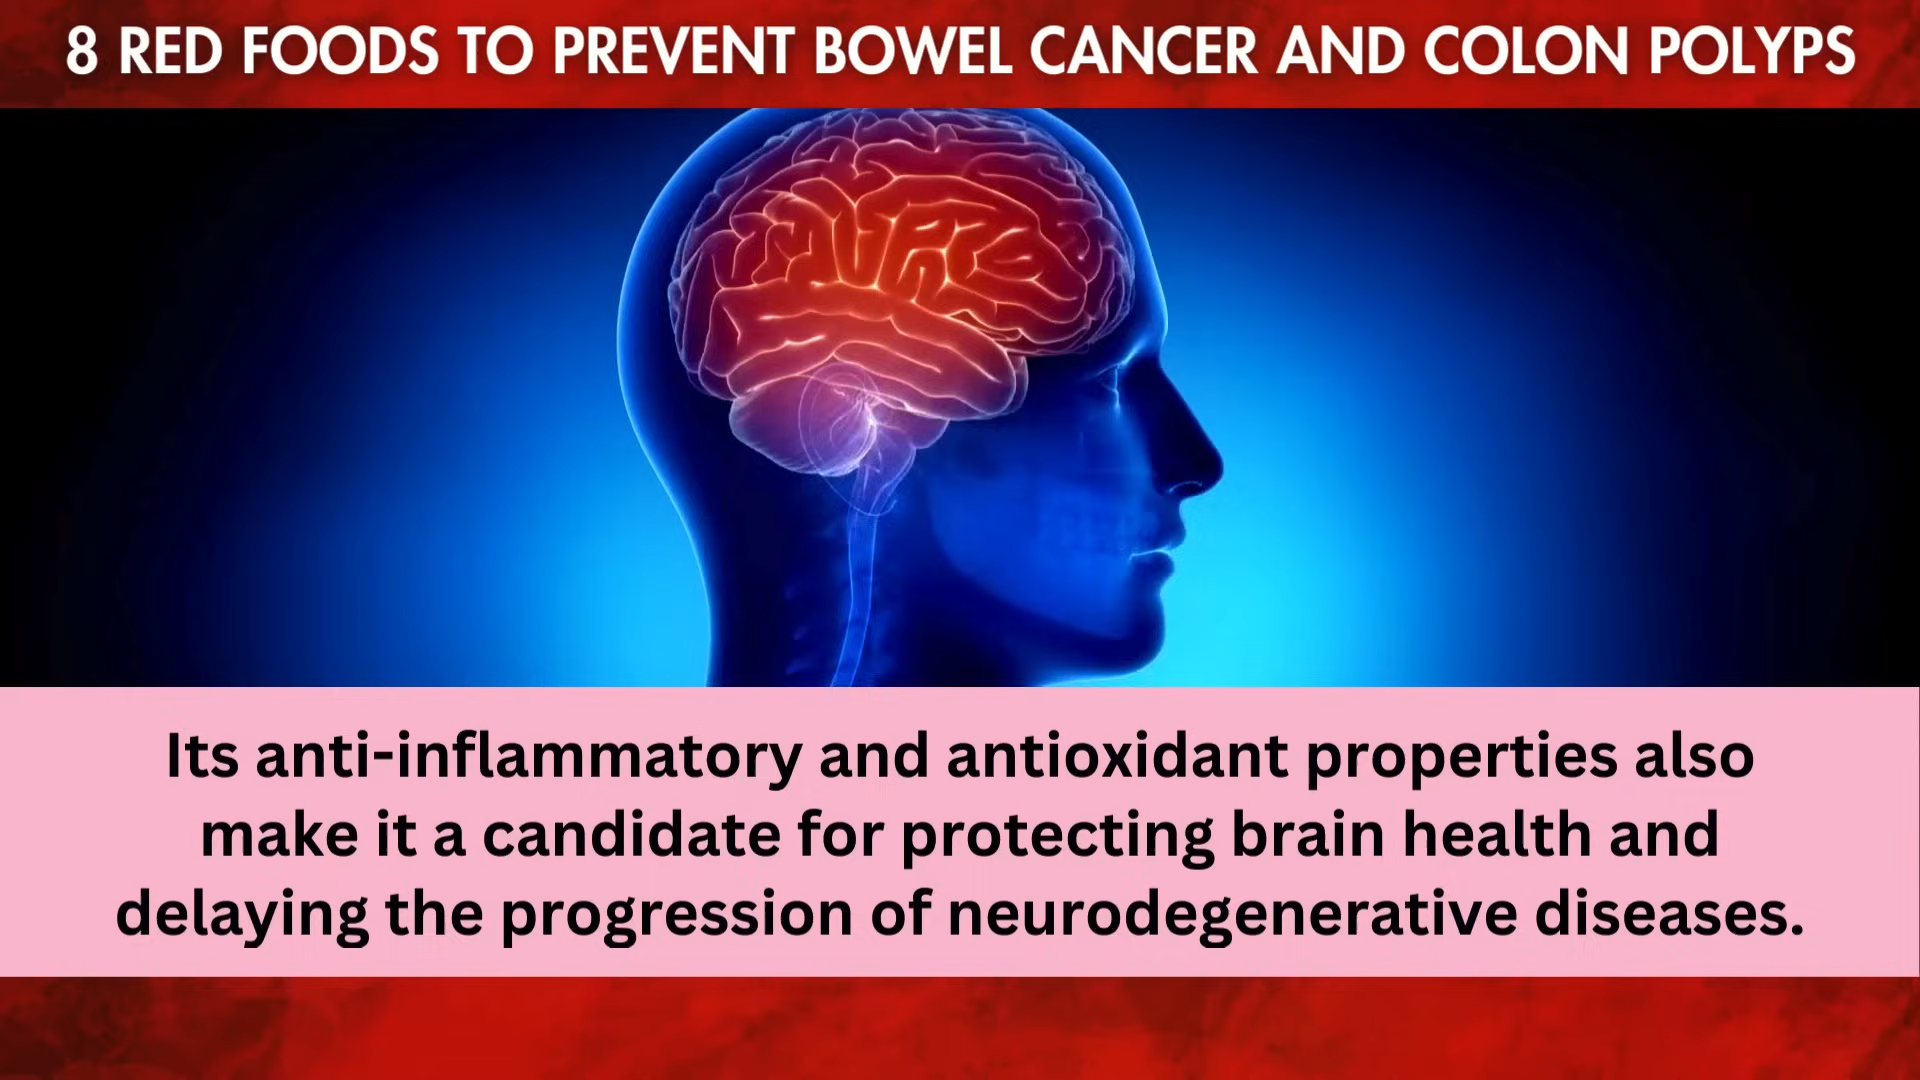 8 RED FOODS TO PREVENT BOWEL CANCER AND COLON POLYPS
Its anti-inflammatory and antioxidant properties also
make it a candidate for protecting brain health and
delaying the progression of neurodegenerative diseases.